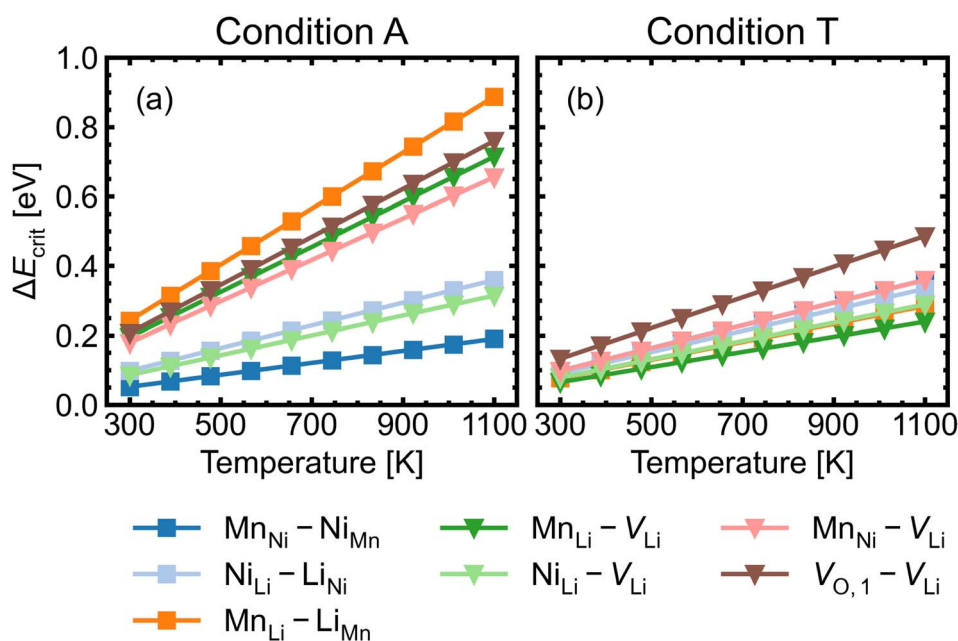 Condition A Condition T
(a) (b)
1.0
0.8
0.6
0.4
0.2
0.0
ΔE_crit [eV]
300 500 700 900 1100 300 500 700 900 1100
Temperature [K] Temperature [K]
Mn_Ni − Ni_Mn Mn_Li − V_Li Mn_Ni − V_Li
Ni_Li − Li_Ni Ni_Li − V_Li V_O, 1 − V_Li
Mn_Li − Li_Mn